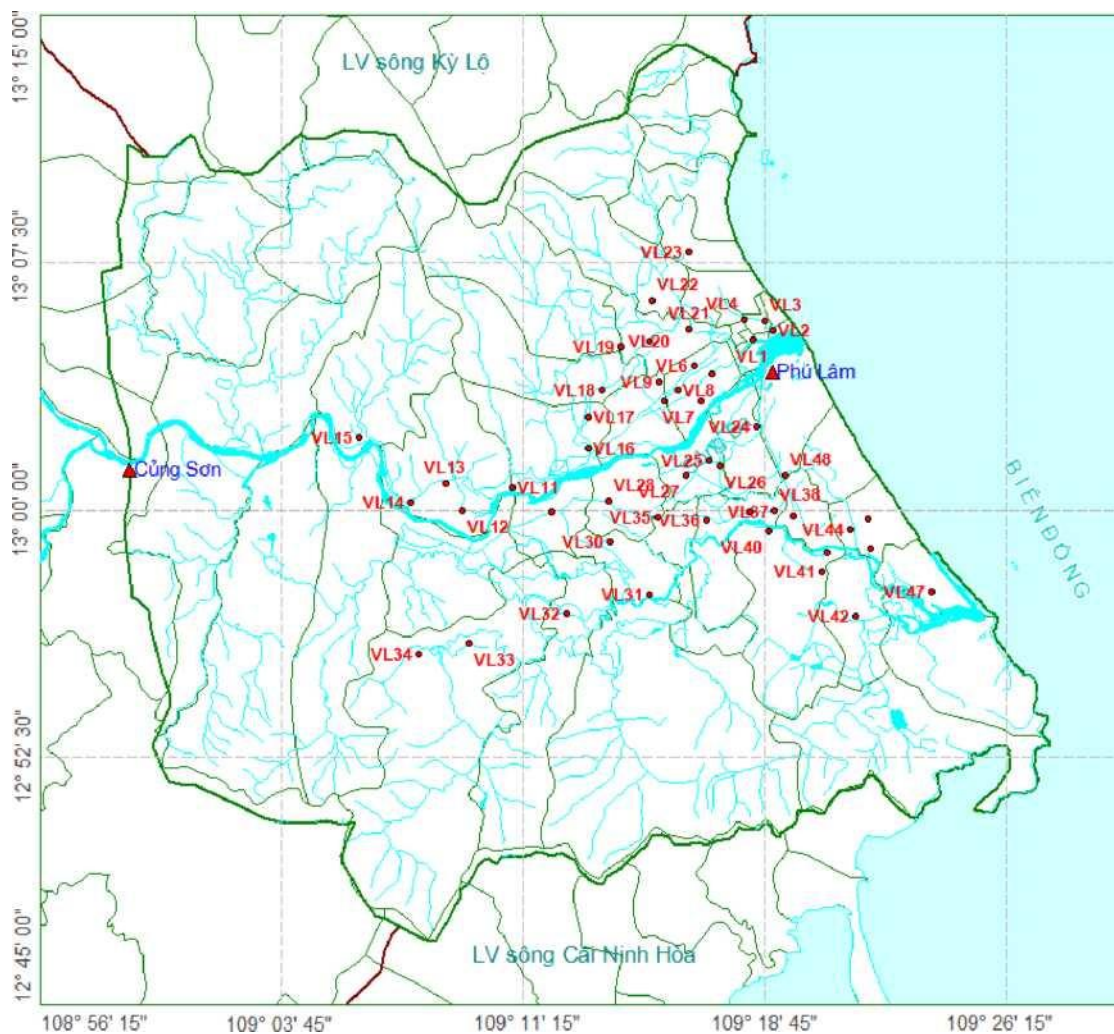 LV sông Kỳ Lộ
13° 15' 00"
VL23
13° 07' 30"
VL22
VL4
VL3
VL21
VL2
VL19
VL20
VL1
VL6
Phú Lâm
VL9
VL18
VL8
VL17
VL7
VL24
VL15
VL16
Củng Sơn
VL13
VL25
VL48
VL28
VL27
VL26
VL11
BIỂN ĐÔNG
VL14
13° 00' 00"
VL12
VL35
VL36
VL37
VL38
VL44
VL30
VL40
VL41
VL31
VL47
VL32
VL42
VL34
VL33
12° 52' 30"
12° 45' 00"
LV sông Cái Ninh Hòa
108° 56' 15"
109° 03' 45"
109° 11' 15"
109° 18' 45"
109° 26' 15"